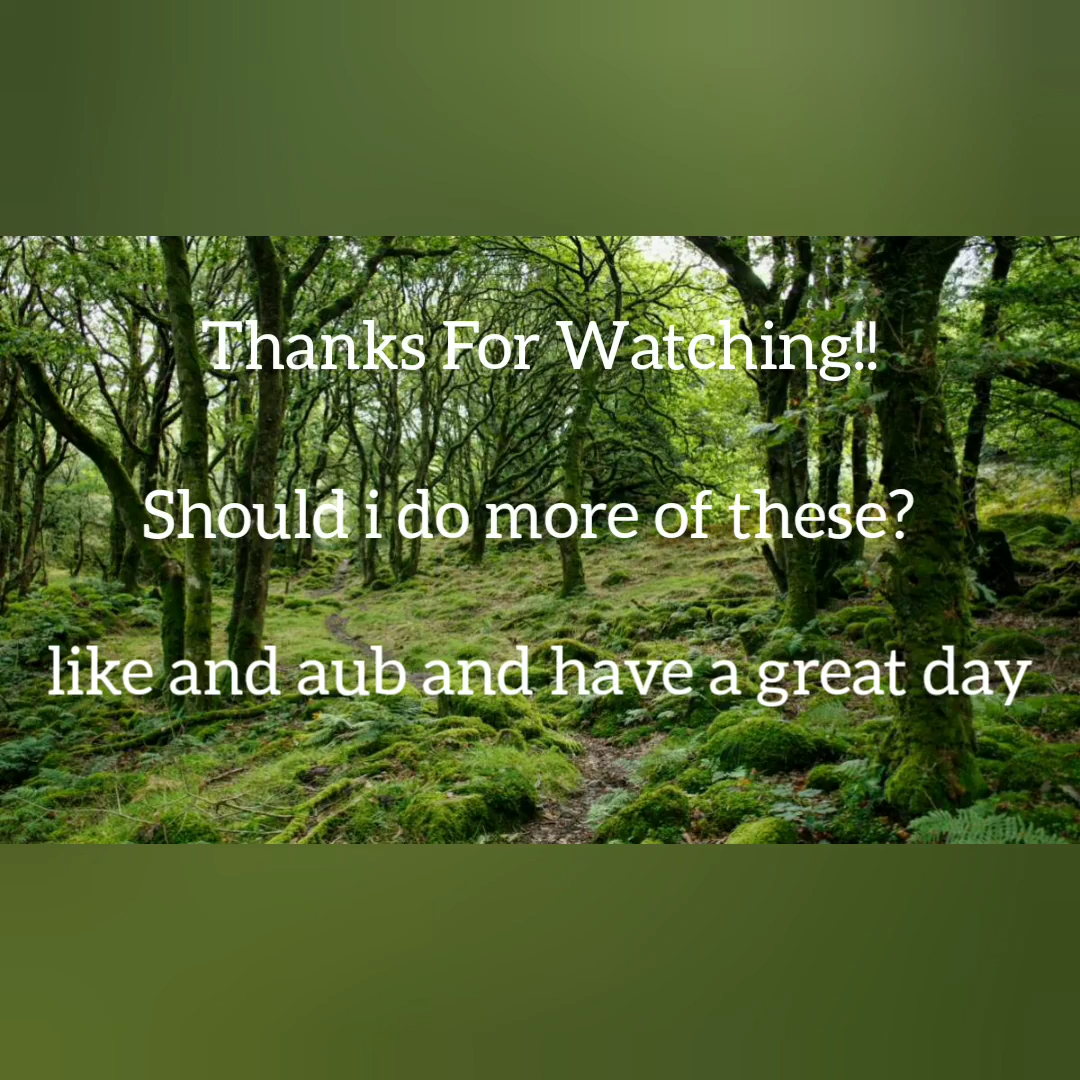 Thanks For Watching!!
Should i do more of these?
like and aub and have a great day